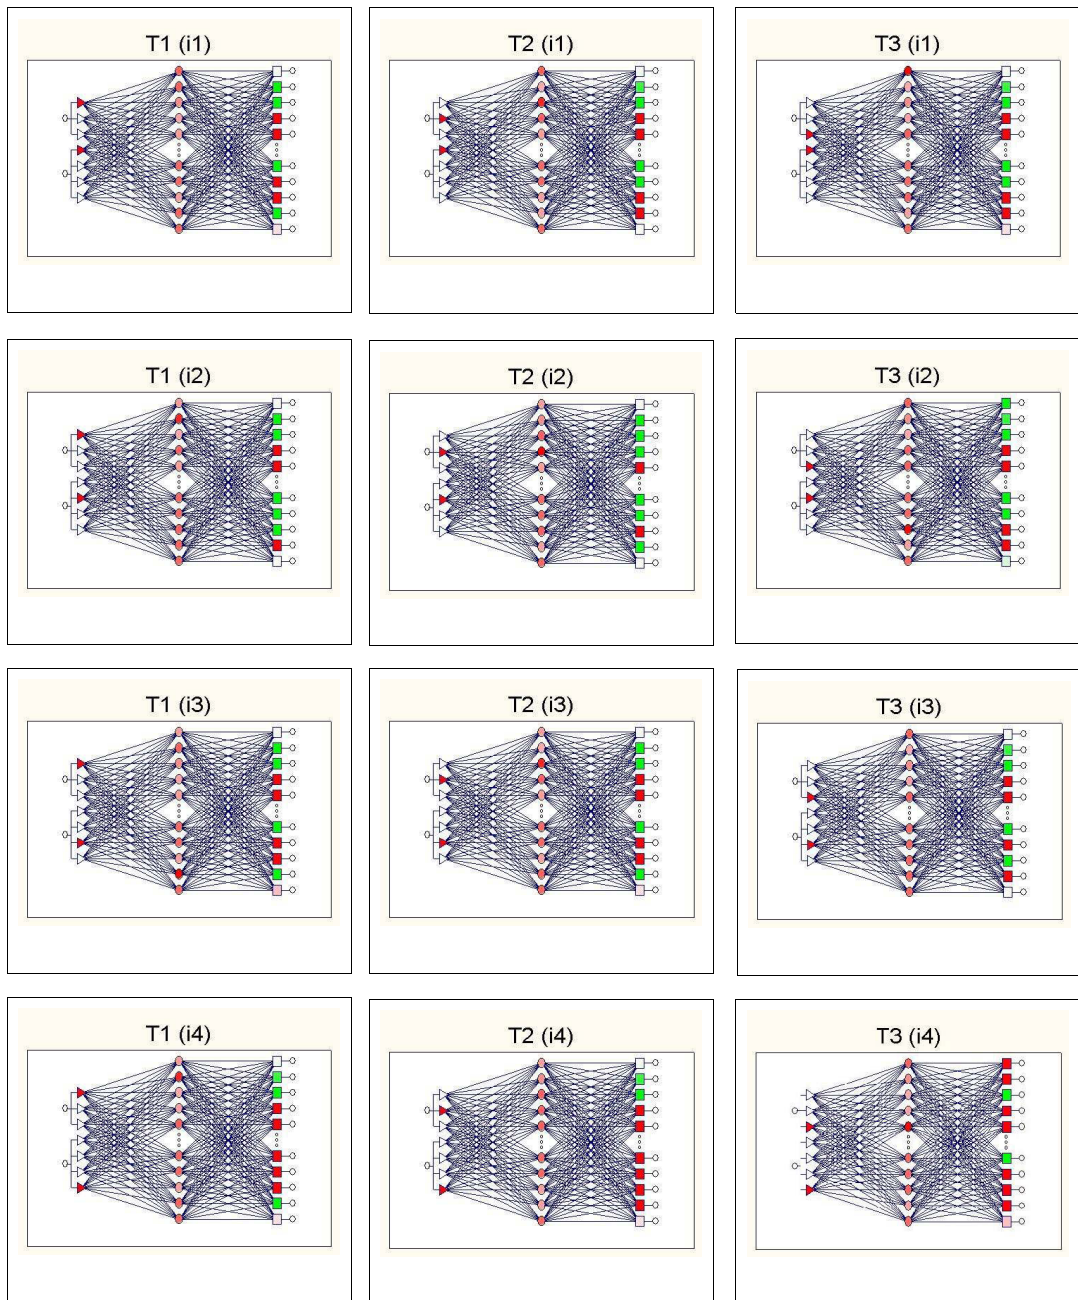 T1 (i1)
T2 (i1)
T3 (i1)
T1 (i2)
T2 (i2)
T3 (i2)
T1 (i3)
T2 (i3)
T3 (i3)
T1 (i4)
T2 (i4)
T3 (i4)